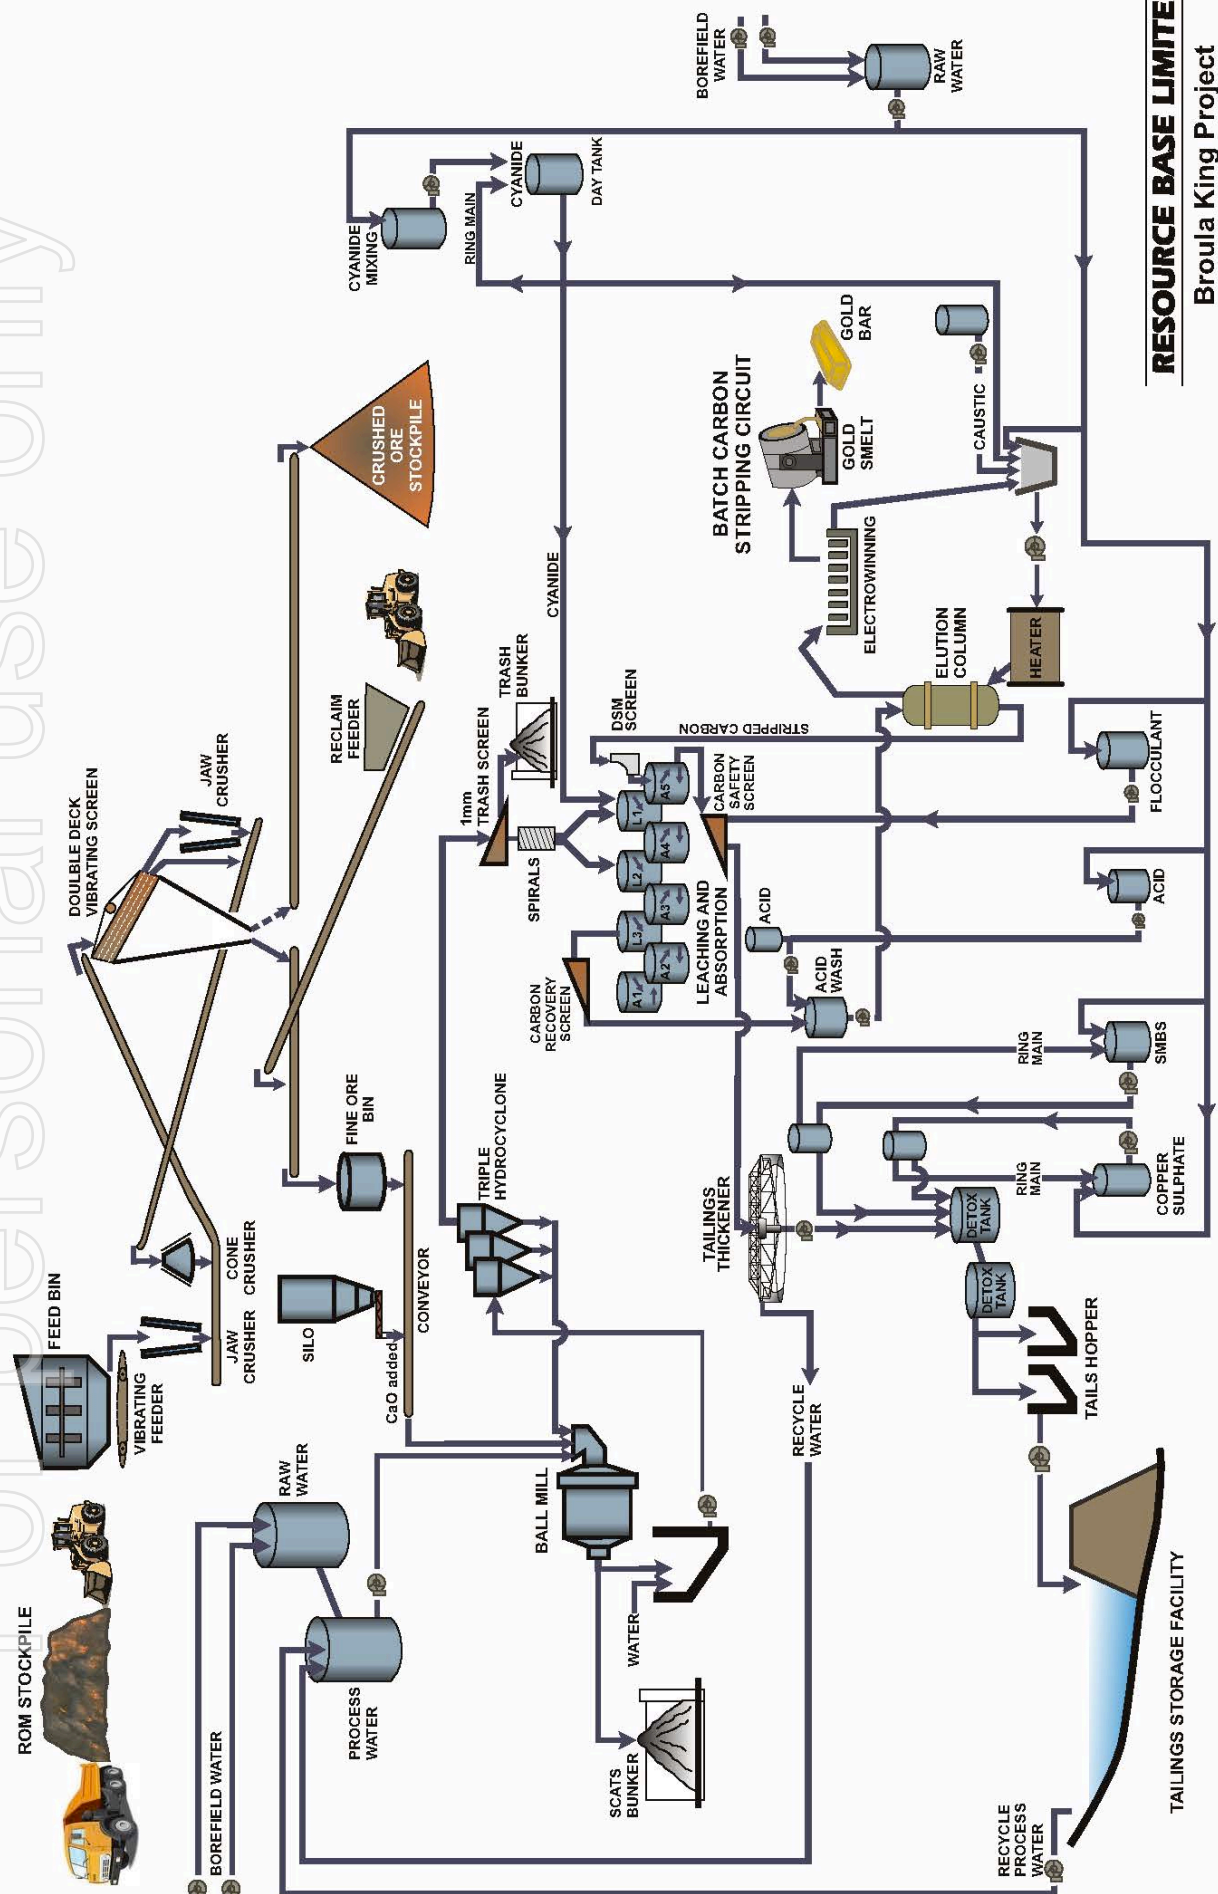 For personal use only
RESOURCE BASE LIMITE
Broula King Project
ROM STOCKPILE
FEED BIN
VIBRATING
FEEDER
JAW
CRUSHER
CONE
CRUSHER
DOULBLE DECK
VIBRATING SCREEN
JAW
CRUSHER
CRUSHED
ORE
STOCKPILE
RECLAIM
FEEDER
BOREFIELD WATER
RAW
WATER
PROCESS
WATER
SILO
CaO added
CONVEYOR
FINE ORE
BIN
TRIPLE
HYDROCYCLONE
BALL MILL
WATER
SCATS
BUNKER
1mm
TRASH SCREEN
TRASH
BUNKER
SPIRALS
CYANIDE
CYANIDE
MIXING
RING MAIN
CYANIDE
DAY TANK
BOREFIELD
WATER
RAW
WATER
DSM
SCREEN
STRIPPED CARBON
CARBON
RECOVERY
SCREEN
A1
A2
L3
A3
L2
A4
L1
A5
LEACHING AND
ABSORPTION
CARBON
SAFETY
SCREEN
BATCH CARBON
STRIPPING CIRCUIT
GOLD
SMELT
GOLD
BAR
ELECTROWINNING
CAUSTIC
ELUTION
COLUMN
HEATER
ACID
ACID
WASH
TAILINGS
THICKENER
RECYCLE
WATER
RING
MAIN
RING
MAIN
FLOCCULANT
ACID
SMBS
COPPER
SULPHATE
DETOX
TANK
DETOX
TANK
TAILS HOPPER
TAILINGS STORAGE FACILITY
RECYCLE
PROCESS
WATER